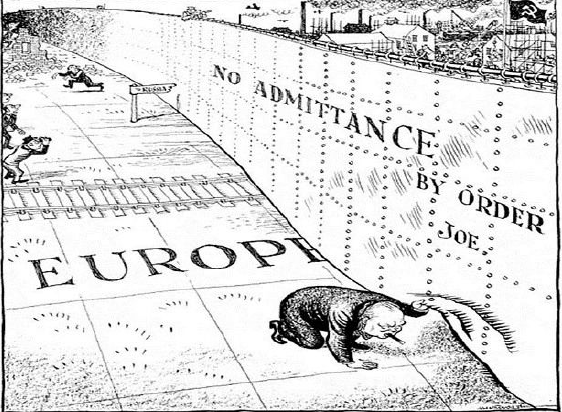 NO ADMITTANCE
BY ORDER
JOE.
RUSSIA
EUROPE